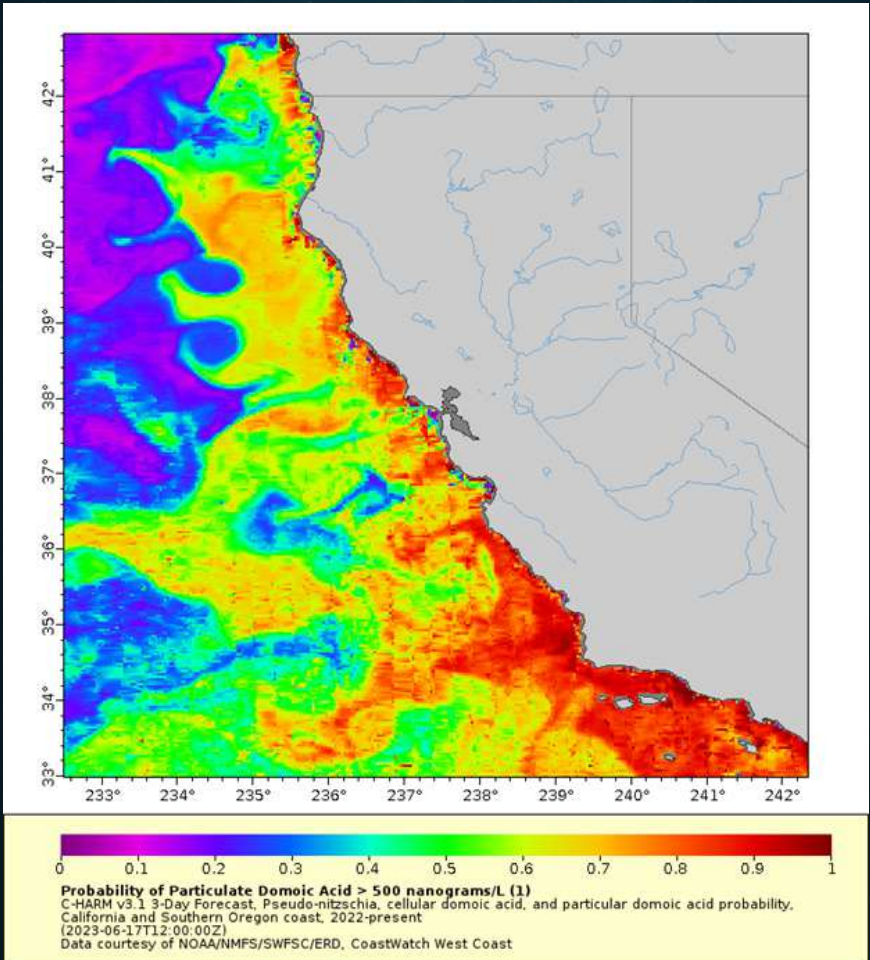 42°
41°
40°
39°
38°
37°
36°
35°
34°
33°
233° 234° 235° 236° 237° 238° 239° 240° 241° 242°
0 0.1 0.2 0.3 0.4 0.5 0.6 0.7 0.8 0.9 1
Probability of Particulate Domoic Acid > 500 nanograms/L (1)
C-HARM v3.1 3-Day Forecast, Pseudo-nitzschia, cellular domoic acid, and particular domoic acid probability,
California and Southern Oregon coast, 2022-present
(2023-06-17T12:00:00Z)
Data courtesy of NOAA/NMFS/SWFSC/ERD, CoastWatch West Coast